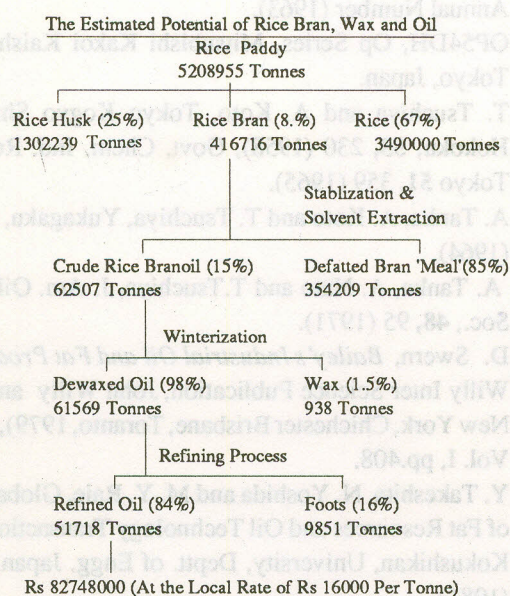 The Estimated Potential of Rice Bran, Wax and Oil
Rice Paddy
5208955 Tonnes
Rice Husk (25%) Rice Bran (8.%) Rice (67%)
1302239 Tonnes 416716 Tonnes 3490000 Tonnes
Stablization &
Solvent Extraction
Crude Rice Branoil (15%) Defatted Bran 'Meal'(85%)
62507 Tonnes 354209 Tonnes
Winterization
Dewaxed Oil (98%) Wax (1.5%)
61569 Tonnes 938 Tonnes
Refining Process
Refined Oil (84%) Foots (16%)
51718 Tonnes 9851 Tonnes
Rs 82748000 (At the Local Rate of Rs 16000 Per Tonne)